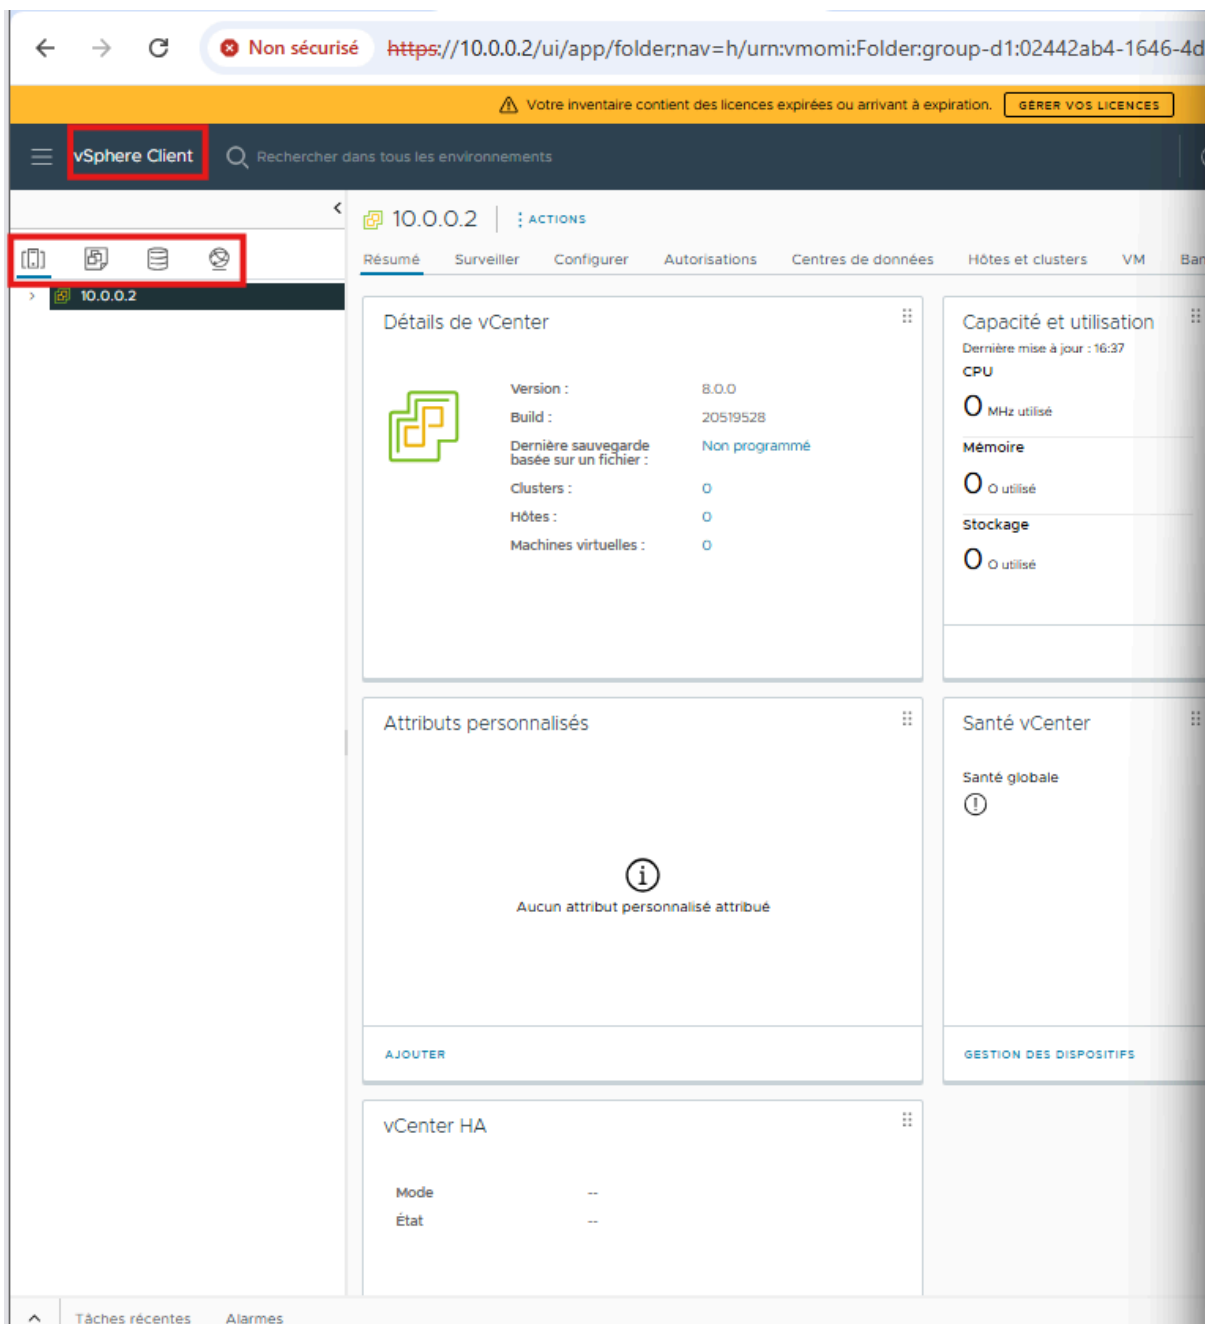 Non sécurisé https://10.0.0.2/ui/app/folder;nav=h/urn:vmomi:Folder:group-d1:02442ab4-1646-4d
Votre inventaire contient des licences expirées ou arrivant à expiration. GÉRER VOS LICENCES
vSphere Client Rechercher dans tous les environnements
10.0.0.2 ACTIONS
Résumé Surveiller Configurer Autorisations Centres de données Hôtes et clusters VM Ban
10.0.0.2
Détails de vCenter
Version : 8.0.0
Build : 20519528
Dernière sauvegarde basée sur un fichier : Non programmé
Clusters : 0
Hôtes : 0
Machines virtuelles : 0
Capacité et utilisation
Dernière mise à jour : 16:37
CPU
0 MHz utilisé
Mémoire
0 O utilisé
Stockage
0 O utilisé
Attributs personnalisés
Aucun attribut personnalisé attribué
AJOUTER
Santé vCenter
Santé globale
GESTION DES DISPOSITIFS
vCenter HA
Mode --
État --
Tâches récentes Alarmes